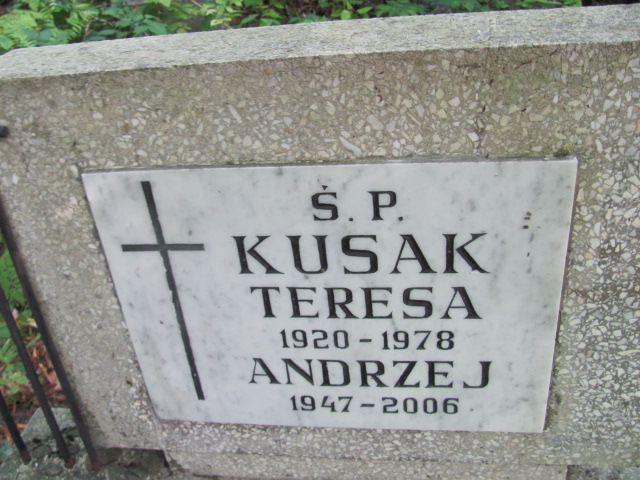 Ś. P.
KUSAK
TERESA
1920 - 1978
ANDRZEJ
1947 - 2006